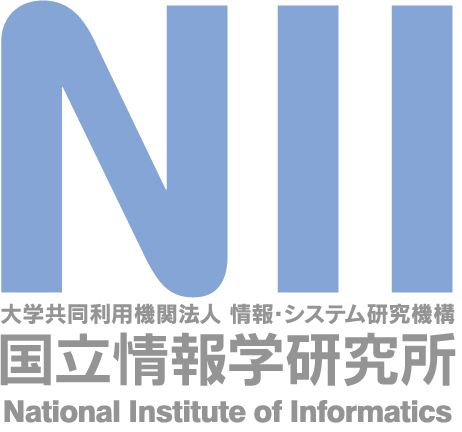 NII
大学共同利用機関法人 情報・システム研究機構
国立情報学研究所
National Institute of Informatics